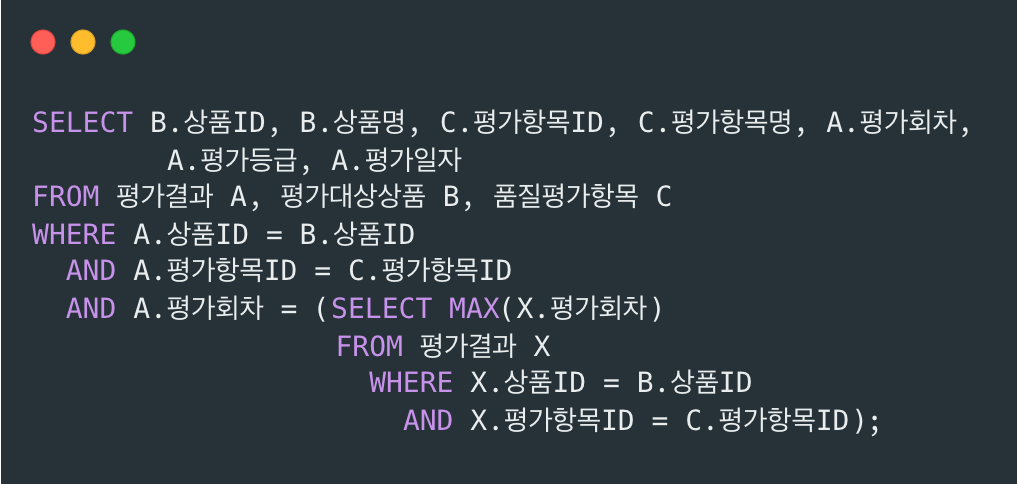 SELECT B.상품ID, B.상품명, C.평가항목ID, C.평가항목명, A.평가회차,
A.평가등급, A.평가일자
FROM 평가결과 A, 평가대상상품 B, 품질평가항목 C
WHERE A.상품ID = B.상품ID
AND A.평가항목ID = C.평가항목ID
AND A.평가회차 = (SELECT MAX(X.평가회차)
FROM 평가결과 X
WHERE X.상품ID = B.상품ID
AND X.평가항목ID = C.평가항목ID);